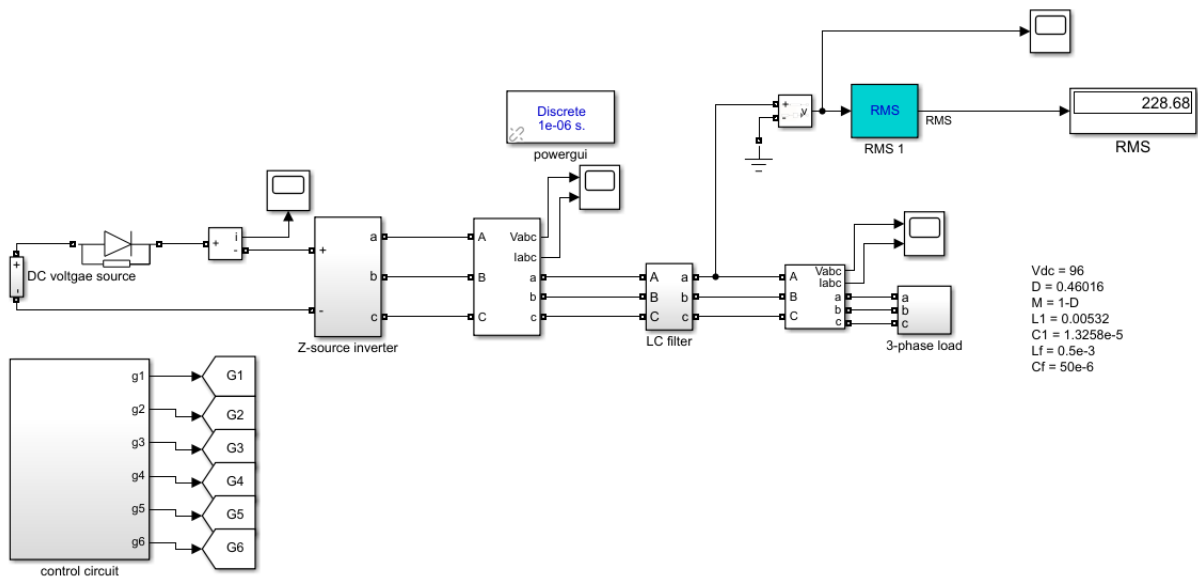 228.68
RMS
RMS
RMS
RMS 1
+
-
v
Discrete
1e-06 s.
powergui
+
-
DC voltgae source
+
-
i
+
-
a
b
c
Z-source inverter
A
B
C
Vabc
Iabc
a
b
c
A
B
C
a
b
c
LC filter
A
B
C
Vabc
Iabc
a
b
c
a
b
c
3-phase load
Vdc = 96
D = 0.46016
M = 1-D
L1 = 0.00532
C1 = 1.3258e-5
Lf = 0.5e-3
Cf = 50e-6
g1
G1
g2
G2
g3
G3
g4
G4
g5
G5
g6
G6
control circuit